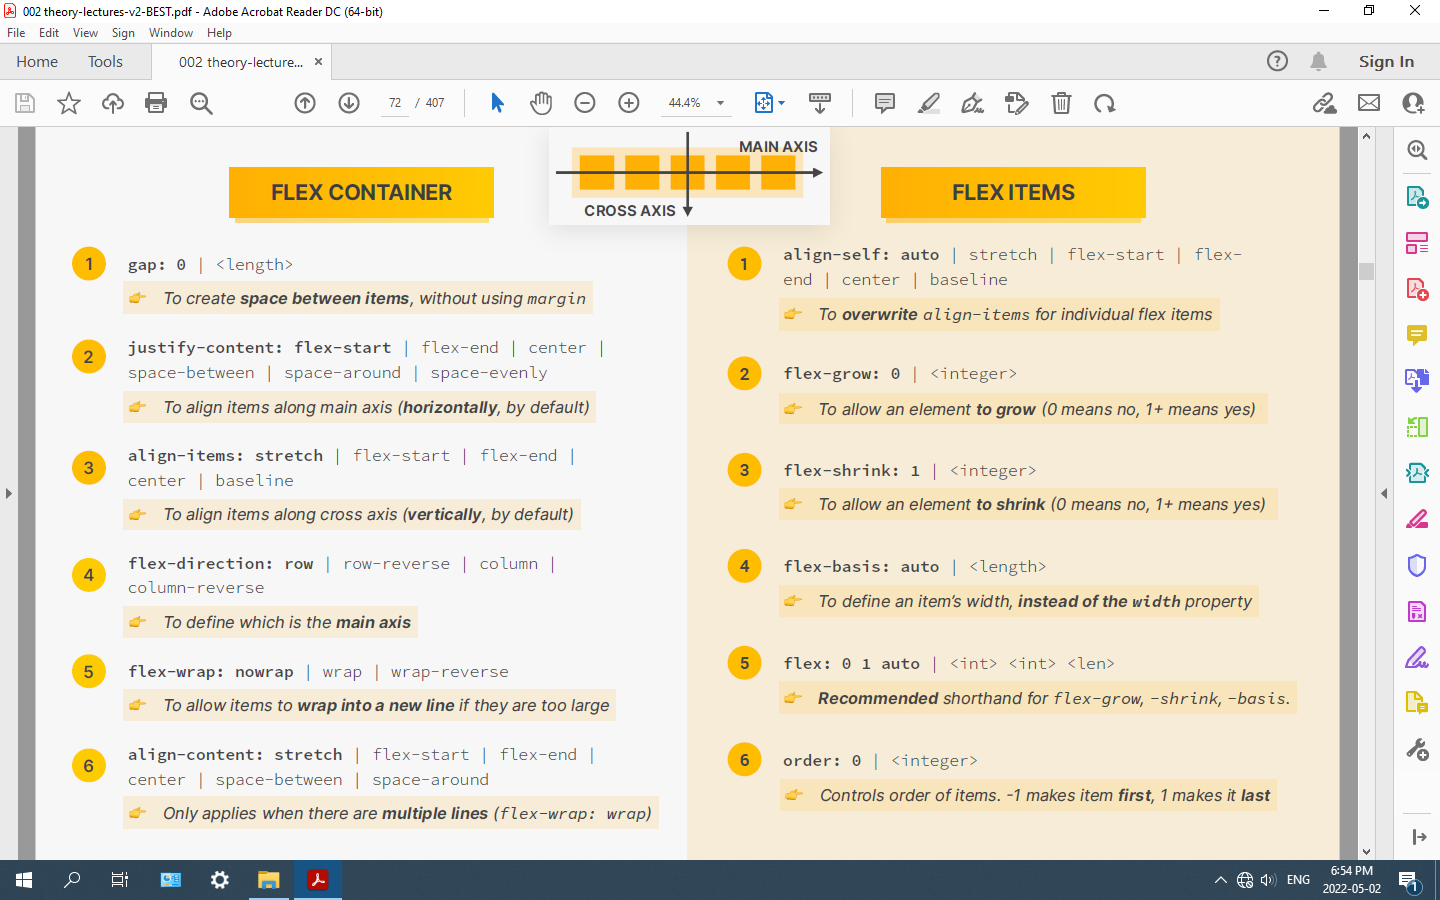 002 theory-lectures-v2-BEST.pdf - Adobe Acrobat Reader DC (64-bit)
File Edit View Sign Window Help
Home Tools 002 theory-lecture... × Sign In
72 / 407 44.4%
MAIN AXIS
CROSS AXIS
FLEX CONTAINER
1 gap: 0 | <length>
To create space between items, without using margin
2 justify-content: flex-start | flex-end | center |
space-between | space-around | space-evenly
To align items along main axis (horizontally, by default)
3 align-items: stretch | flex-start | flex-end |
center | baseline
To align items along cross axis (vertically, by default)
4 flex-direction: row | row-reverse | column |
column-reverse
To define which is the main axis
5 flex-wrap: nowrap | wrap | wrap-reverse
To allow items to wrap into a new line if they are too large
6 align-content: stretch | flex-start | flex-end |
center | space-between | space-around
Only applies when there are multiple lines (flex-wrap: wrap)
FLEX ITEMS
1 align-self: auto | stretch | flex-start | flex-
end | center | baseline
To overwrite align-items for individual flex items
2 flex-grow: 0 | <integer>
To allow an element to grow (0 means no, 1+ means yes)
3 flex-shrink: 1 | <integer>
To allow an element to shrink (0 means no, 1+ means yes)
4 flex-basis: auto | <length>
To define an item’s width, instead of the width property
5 flex: 0 1 auto | <int> <int> <len>
Recommended shorthand for flex-grow, -shrink, -basis.
6 order: 0 | <integer>
Controls order of items. -1 makes item first, 1 makes it last
ENG
6:54 PM
2022-05-02
1